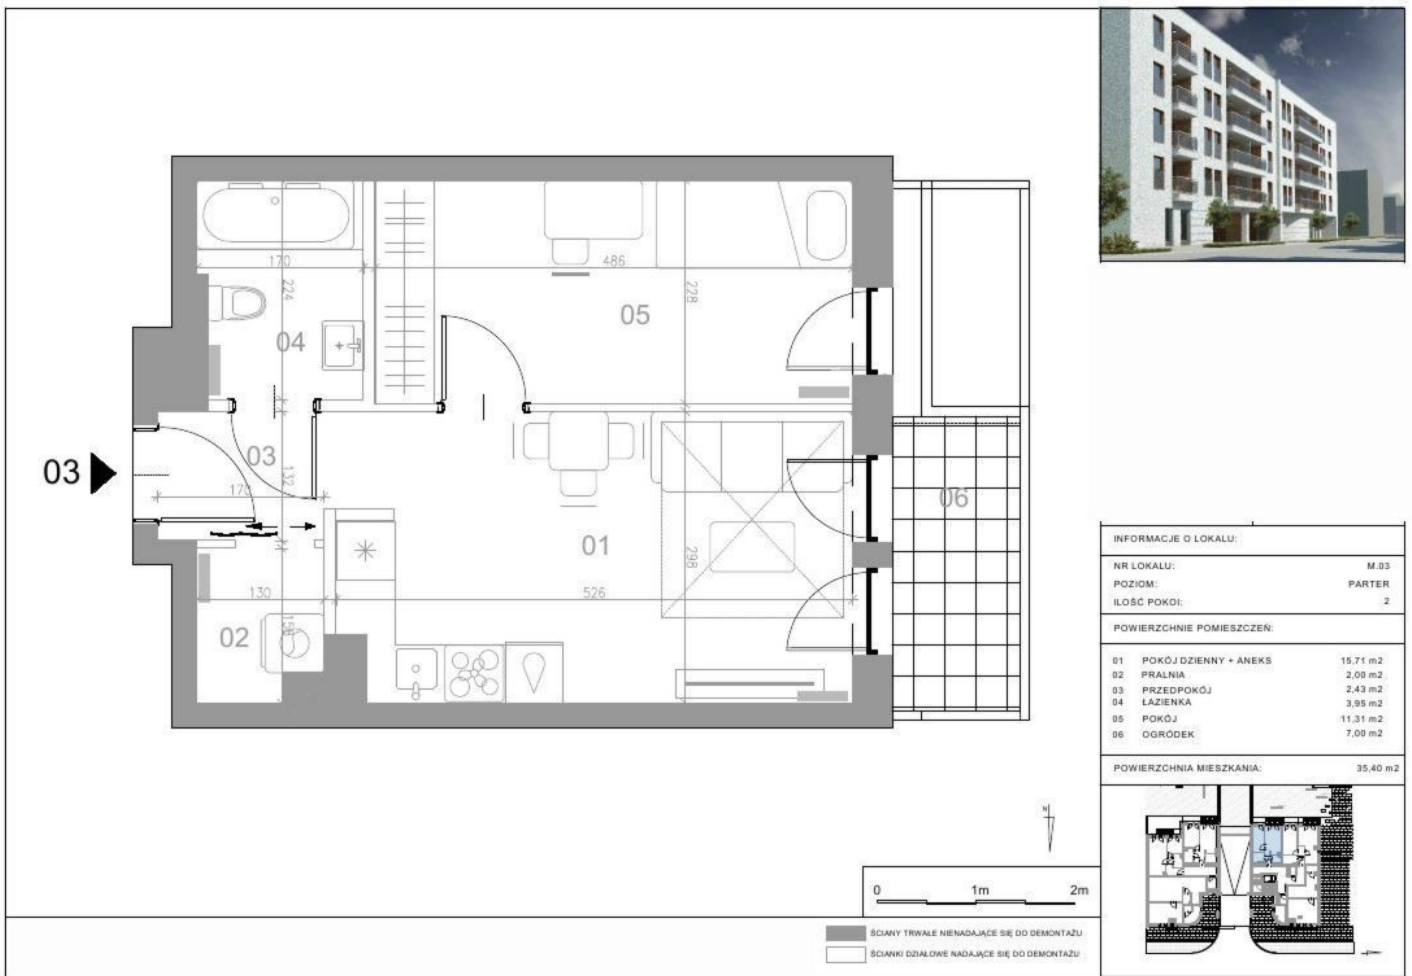 170
486
224
228
05
04
03
03
132
170
06
01
298
130
526
158
02
INFORMACJE O LOKALU:
NR LOKALU: M.03
POZIOM: PARTER
ILOŚĆ POKOI: 2
POWIERZCHNIE POMIESZCZEŃ:
01 POKÓJ DZIENNY + ANEKS 15,71 m2
02 PRALNIA 2,00 m2
03 PRZEDPOKÓJ 2,43 m2
04 ŁAZIENKA 3,95 m2
05 POKÓJ 11,31 m2
06 OGRÓDEK 7,00 m2
POWIERZCHNIA MIESZKANIA: 35,40 m2
N
0 1m 2m
ŚCIANY TRWAŁE NIENADAJĄCE SIĘ DO DEMONTAŻU
ŚCIANKI DZIAŁOWE NADAJĄCE SIĘ DO DEMONTAŻU